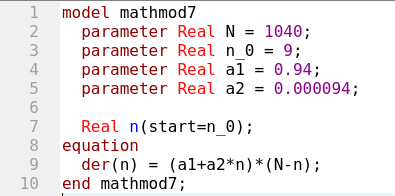 1 model mathmod7
2   parameter Real N = 1040;
3   parameter Real n_0 = 9;
4   parameter Real a1 = 0.94;
5   parameter Real a2 = 0.000094;
6
7   Real n(start=n_0);
8 equation
9   der(n) = (a1+a2*n)*(N-n);
10 end mathmod7;